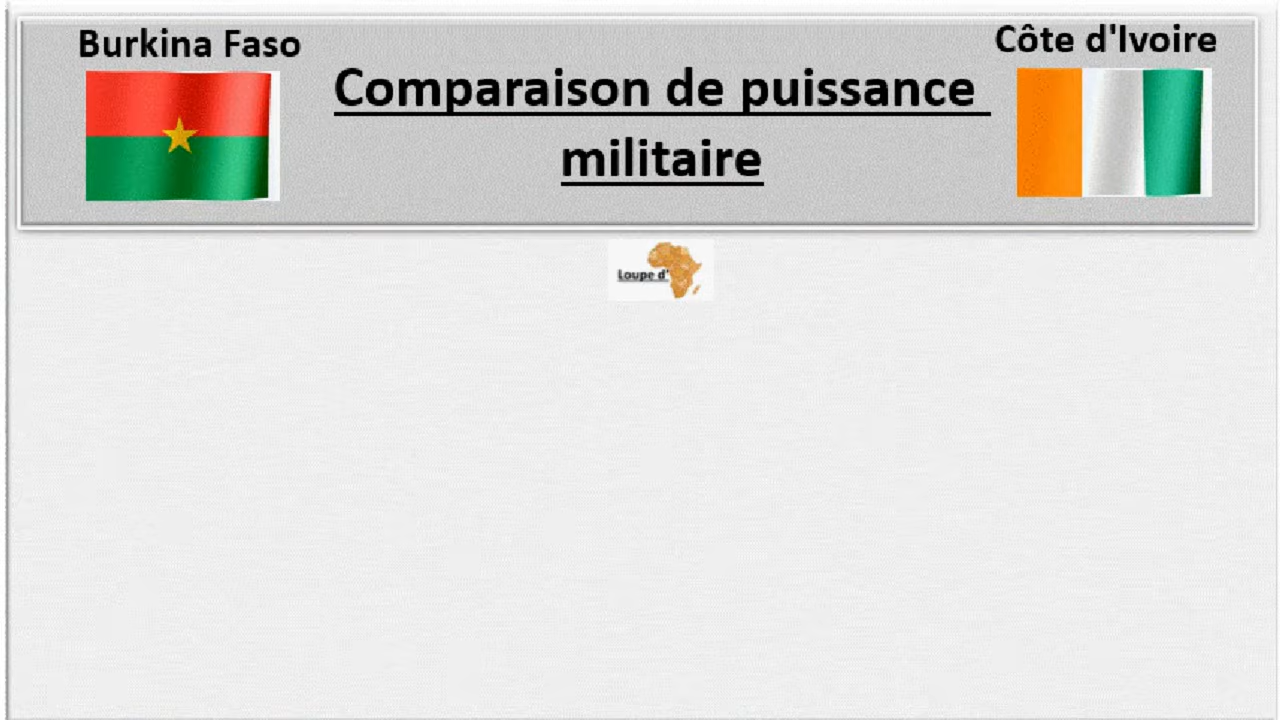 Burkina Faso
Côte d'Ivoire
Comparaison de puissance
militaire
Loupe d'